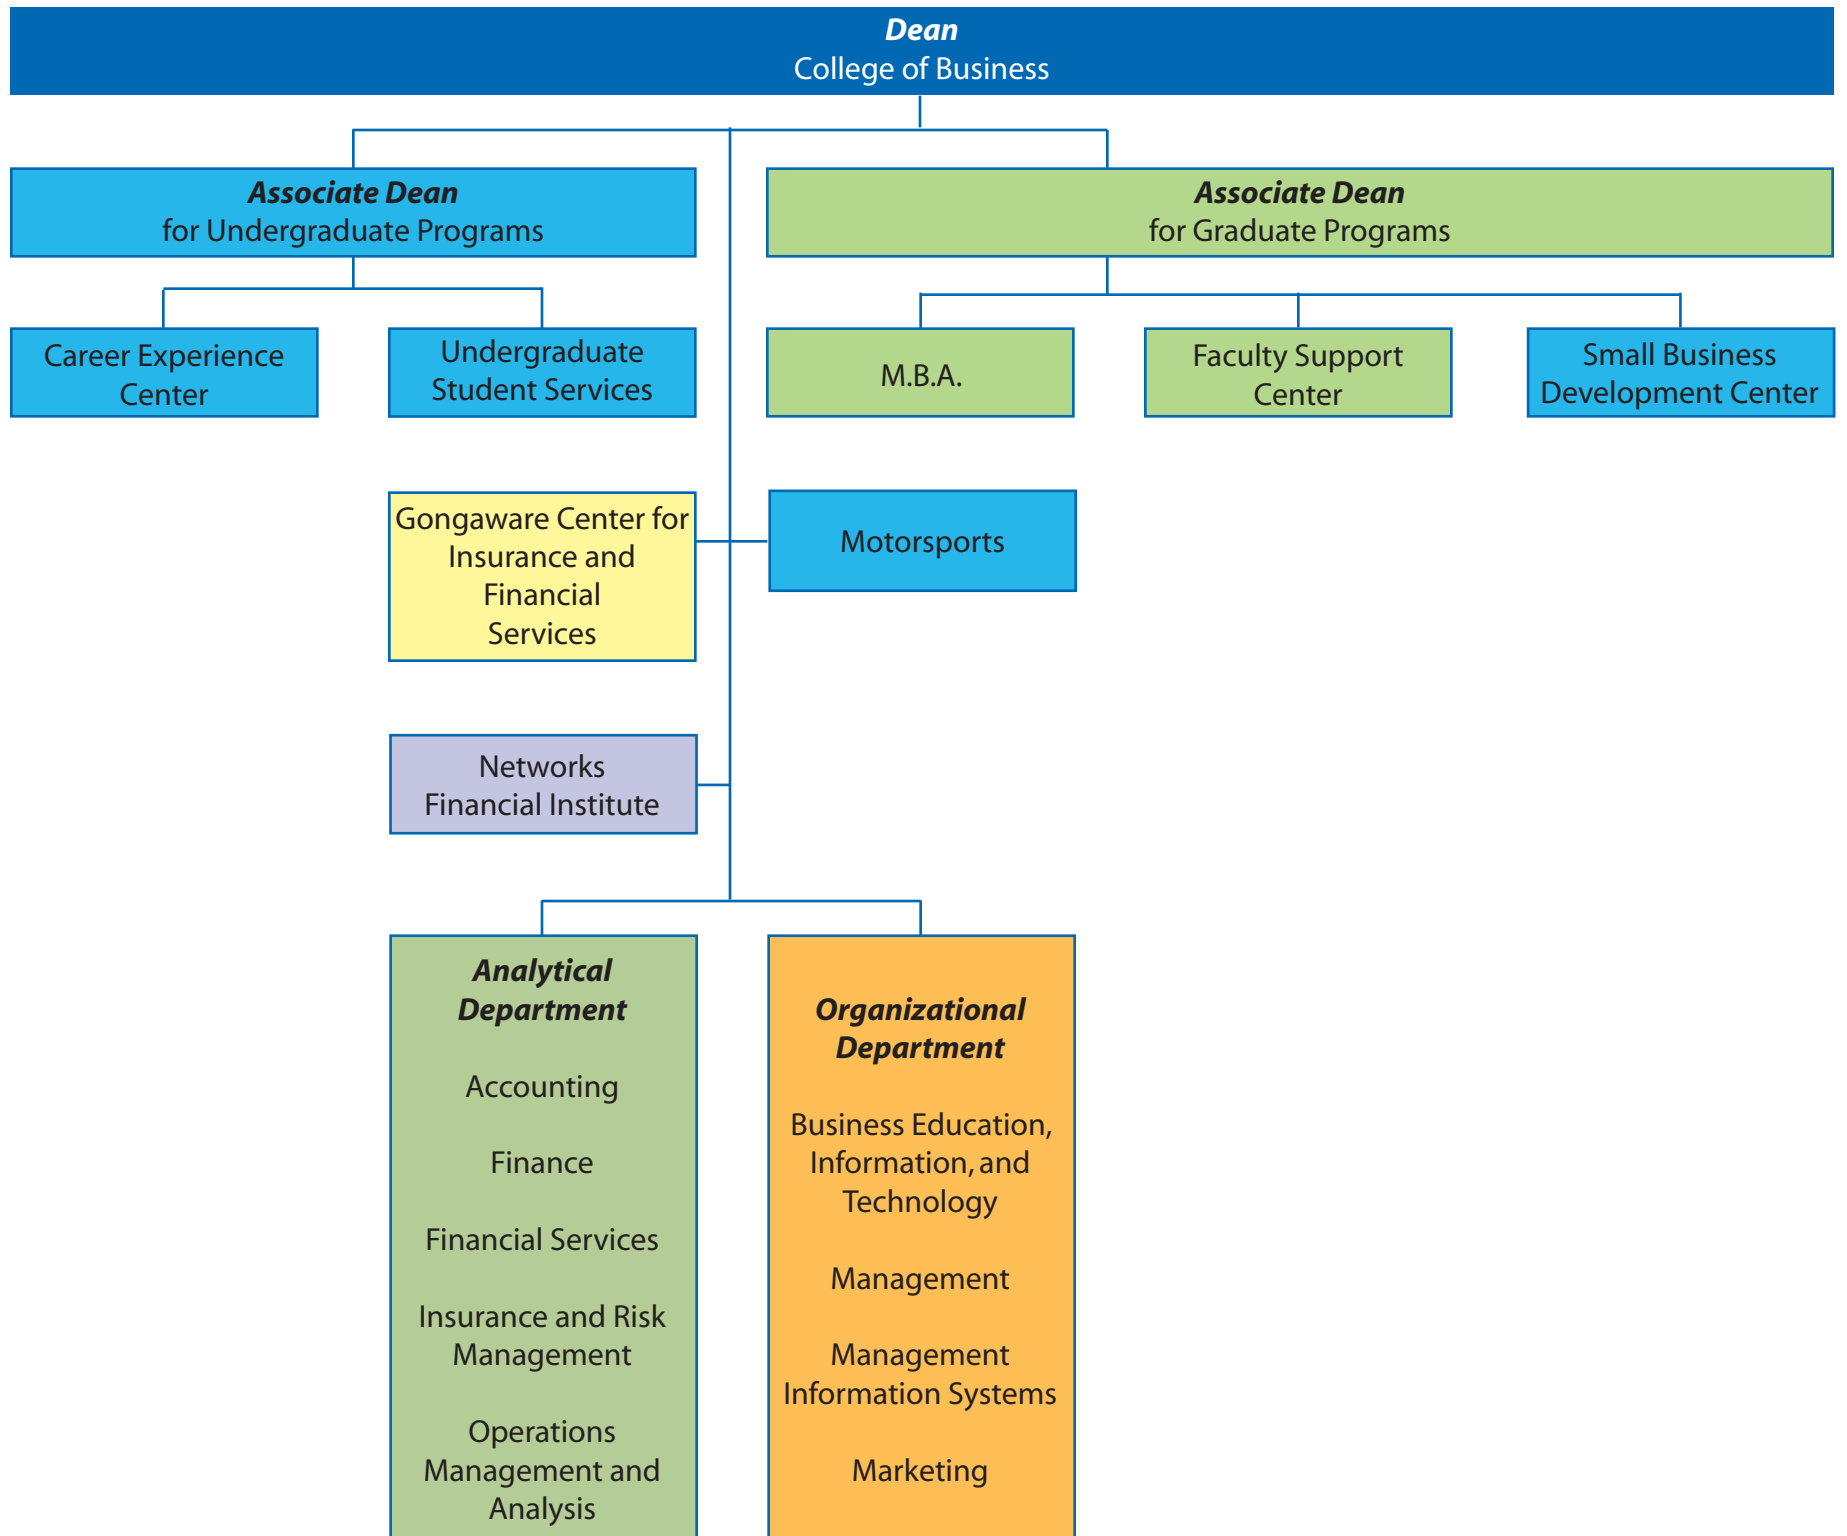 Dean
College of Business
Associate Dean
for Undergraduate Programs
Associate Dean
for Graduate Programs
Career Experience
Center
Undergraduate
Student Services
M.B.A.
Faculty Support
Center
Small Business
Development Center
Gongaware Center for
Insurance and
Financial
Services
Motorsports
Networks
Financial Institute
Analytical
Department
Accounting
Finance
Financial Services
Insurance and Risk
Management
Operations
Management and
Analysis
Organizational
Department
Business Education,
Information, and
Technology
Management
Management
Information Systems
Marketing